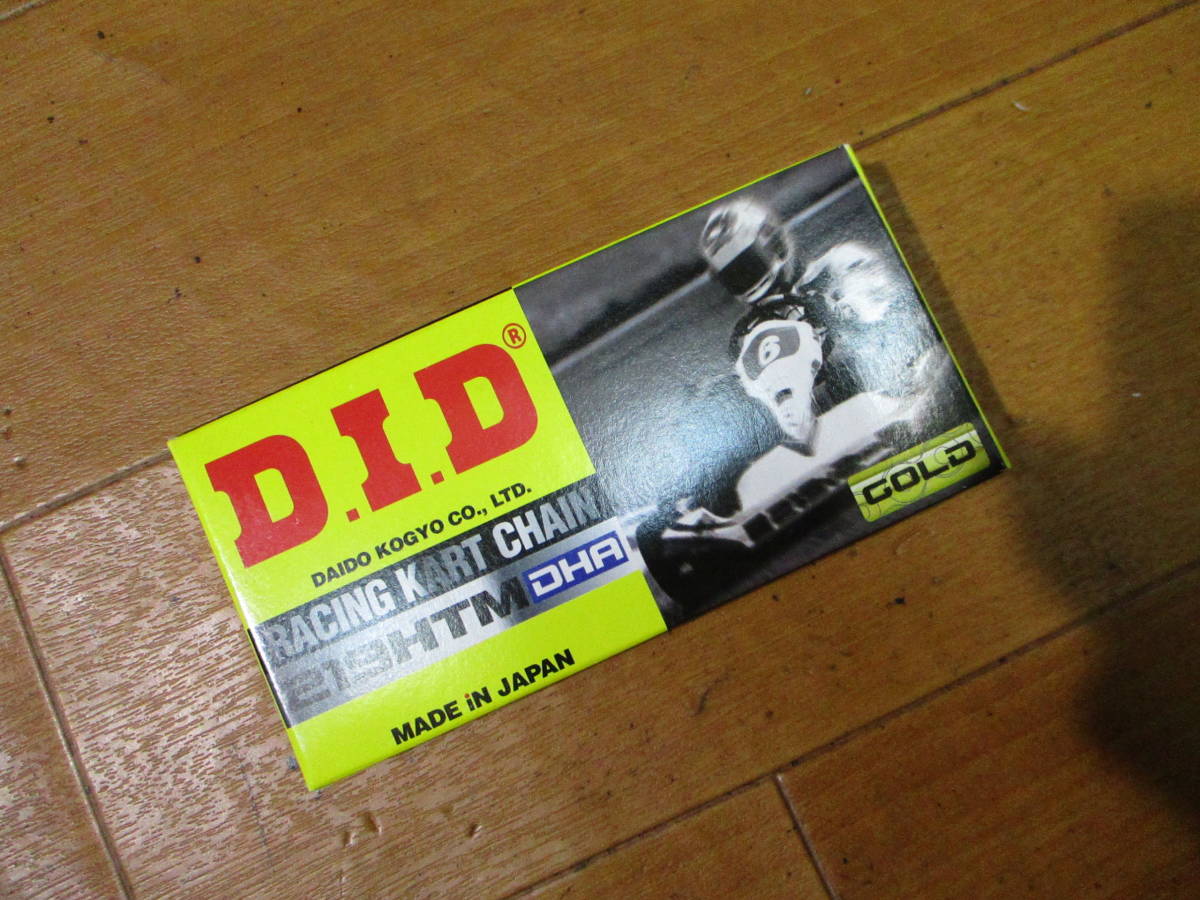 D.I.D®
DAIDO KOGYO CO., LTD.
RACING KART CHAIN
219HTM DHA
MADE iN JAPAN
6
GOLD